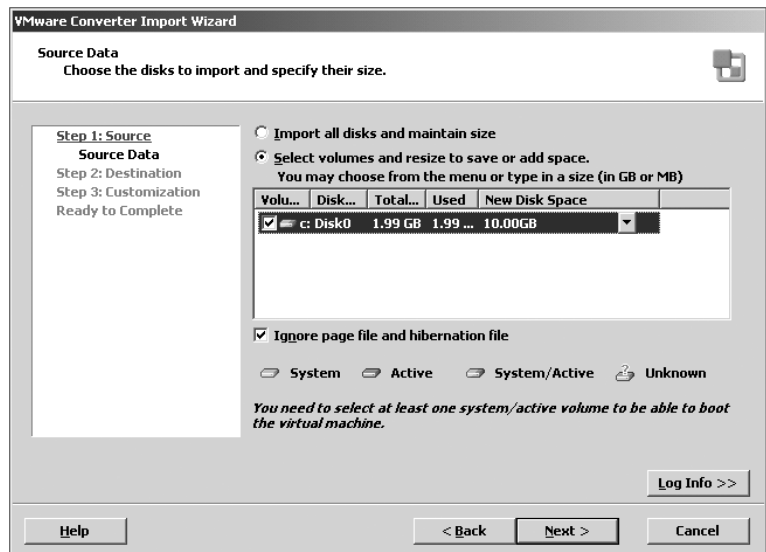 VMware Converter Import Wizard
Source Data
Choose the disks to import and specify their size.
Step 1: Source
Source Data
Step 2: Destination
Step 3: Customization
Ready to Complete
Import all disks and maintain size
Select volumes and resize to save or add space.
You may choose from the menu or type in a size (in GB or MB)
Volu... Disk... Total... Used New Disk Space
c: Disk0 1.99 GB 1.99 ... 10.00GB
Ignore page file and hibernation file
System Active System/Active Unknown
You need to select at least one system/active volume to be able to boot
the virtual machine.
Log Info >>
Help < Back Next > Cancel